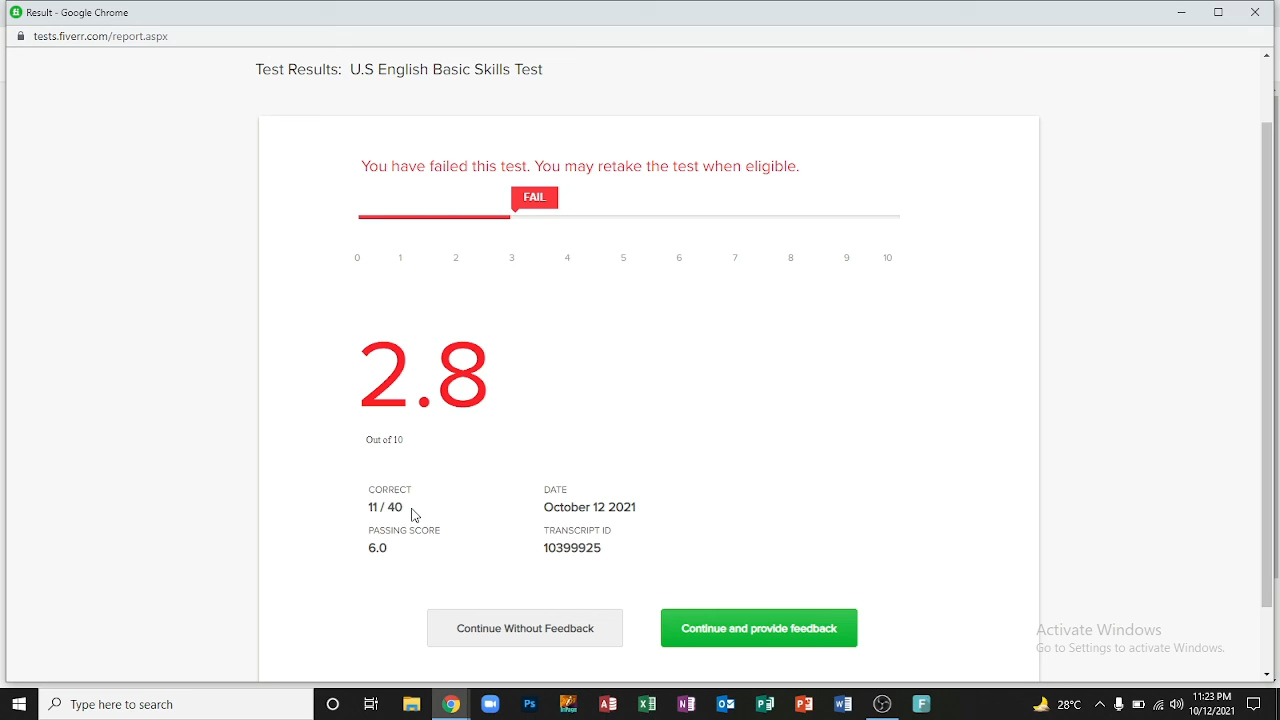 Result - Google Chrome
tests.fiverr.com/report.aspx
Test Results: U.S English Basic Skills Test
You have failed this test. You may retake the test when eligible.
FAIL
0 1 2 3 4 5 6 7 8 9 10
2.8
Out of 10
CORRECT DATE
11 / 40 October 12 2021
PASSING SCORE TRANSCRIPT ID
6.0 10399925
Continue Without Feedback Continue and provide feedback
Activate Windows
Go to Settings to activate Windows.
Type here to search
Ps
28°C
11:23 PM
10/12/2021